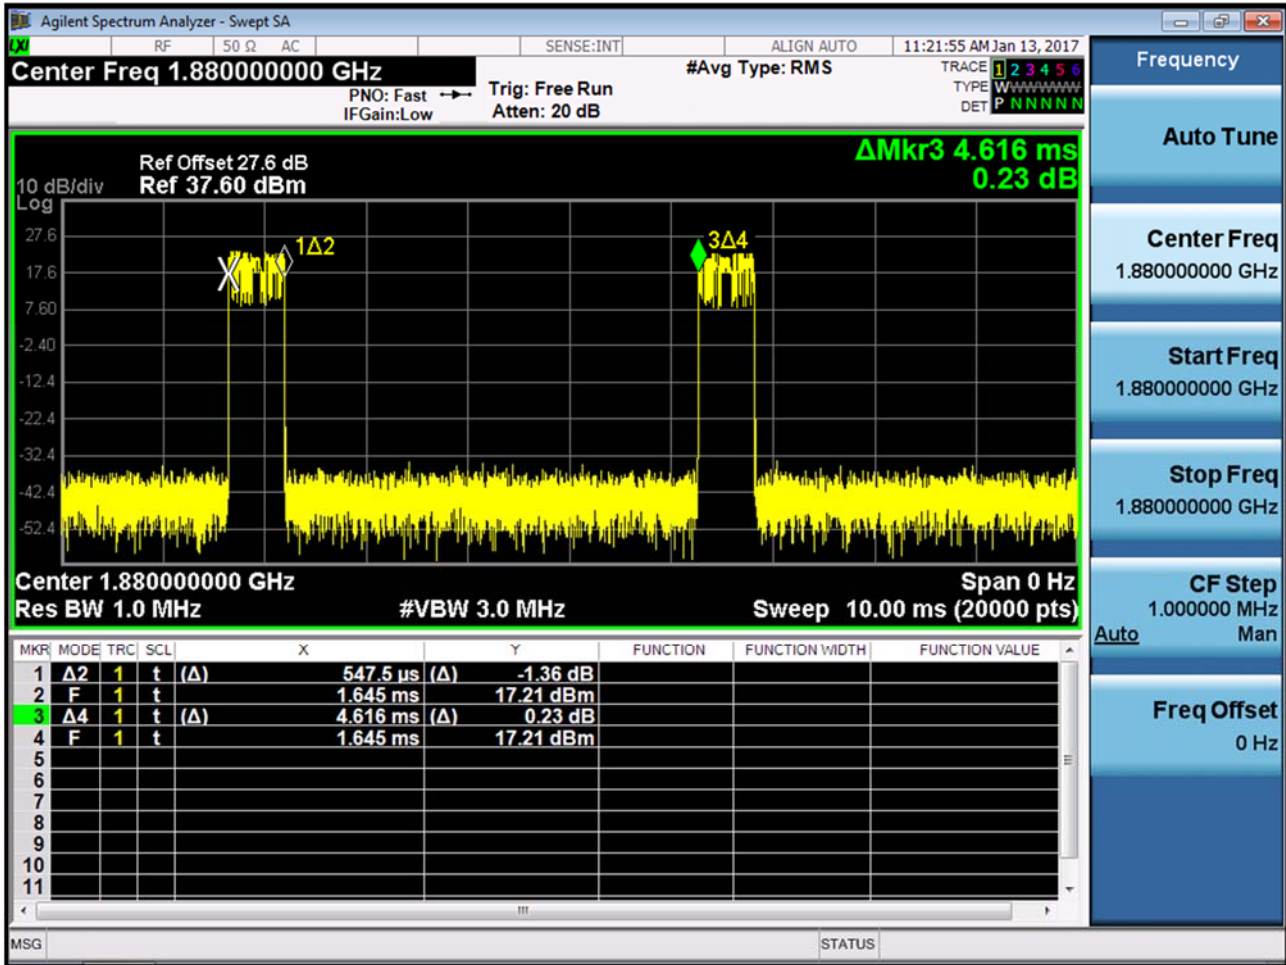 Agilent Spectrum Analyzer - Swept SA
LXI RF 50 Ω AC SENSE:INT ALIGN AUTO 11:21:55 AM Jan 13, 2017
Center Freq 1.880000000 GHz
PNO: Fast
IFGain:Low
Trig: Free Run
Atten: 20 dB
#Avg Type: RMS
TRACE 1 2 3 4 5 6
TYPE W
DET P N N N N N
Ref Offset 27.6 dB
10 dB/div Ref 37.60 dBm
Log
ΔMkr3 4.616 ms
0.23 dB
27.6
17.6
7.60
-2.40
-12.4
-22.4
-32.4
-42.4
-52.4
X
1Δ2
3Δ4
Center 1.880000000 GHz Span 0 Hz
Res BW 1.0 MHz #VBW 3.0 MHz Sweep 10.00 ms (20000 pts)
MKR MODE TRC SCL X Y FUNCTION FUNCTION WIDTH FUNCTION VALUE
1 Δ2 1 t (Δ) 547.5 µs (Δ) -1.36 dB
2 F 1 t 1.645 ms 17.21 dBm
3 Δ4 1 t (Δ) 4.616 ms (Δ) 0.23 dB
4 F 1 t 1.645 ms 17.21 dBm
5
6
7
8
9
10
11
MSG STATUS
Frequency
Auto Tune
Center Freq
1.880000000 GHz
Start Freq
1.880000000 GHz
Stop Freq
1.880000000 GHz
CF Step
1.000000 MHz
Auto Man
Freq Offset
0 Hz